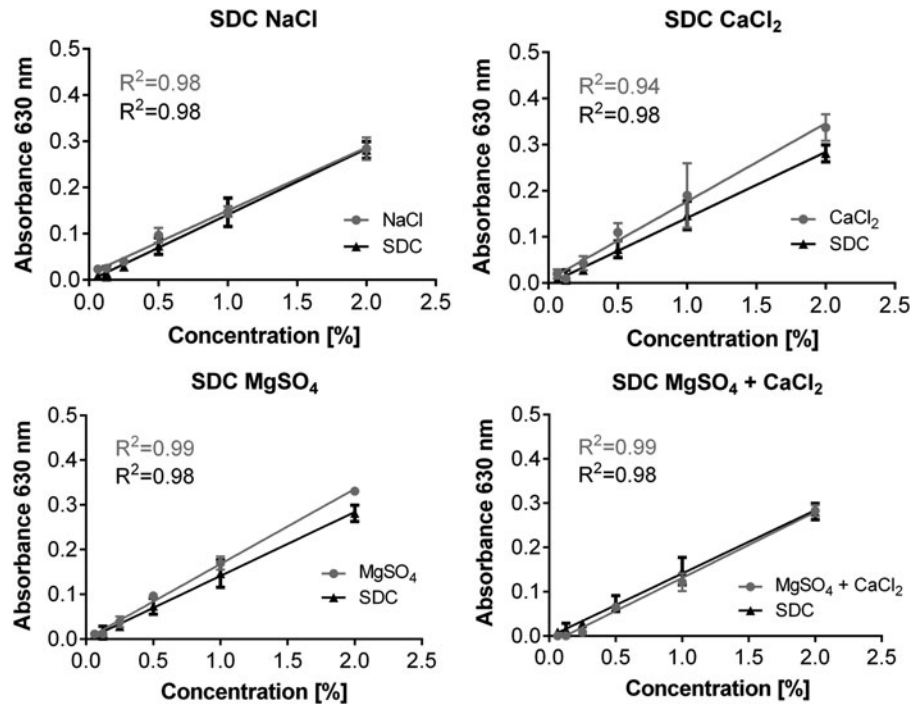 SDC NaCl
0.5
0.4
0.3
0.2
0.1
0.0
Absorbance 630 nm
R²=0.98
R²=0.98
NaCl
SDC
0.0 0.5 1.0 1.5 2.0 2.5
Concentration [%]
SDC CaCl₂
0.5
0.4
0.3
0.2
0.1
0.0
Absorbance 630 nm
R²=0.94
R²=0.98
CaCl₂
SDC
0.0 0.5 1.0 1.5 2.0 2.5
Concentration [%]
SDC MgSO₄
0.5
0.4
0.3
0.2
0.1
0.0
Absorbance 630 nm
R²=0.99
R²=0.98
MgSO₄
SDC
0.0 0.5 1.0 1.5 2.0 2.5
Concentration [%]
SDC MgSO₄ + CaCl₂
0.5
0.4
0.3
0.2
0.1
0.0
Absorbance 630 nm
R²=0.99
R²=0.98
MgSO₄ + CaCl₂
SDC
0.0 0.5 1.0 1.5 2.0 2.5
Concentration [%]